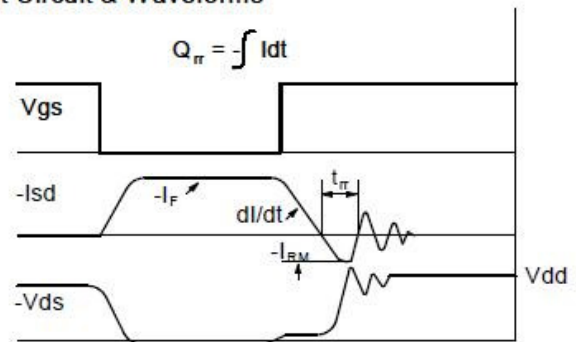 t Circuit & Waveforms
Qrr = -∫ Idt
Vgs
-Isd
-IF
dI/dt
trr
-IRM
Vdd
-Vds